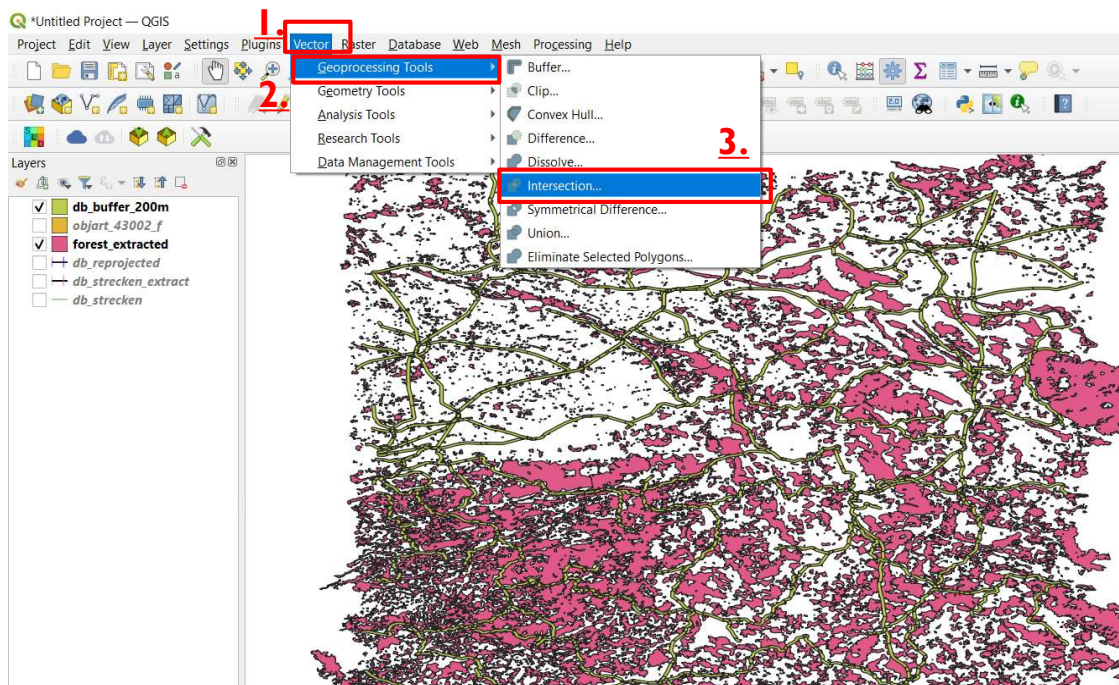 *Untitled Project — QGIS
1.
Project Edit View Layer Settings Plugins Vector Raster Database Web Mesh Processing Help
2.
Geoprocessing Tools
Geometry Tools
Analysis Tools
Research Tools
Data Management Tools
3.
Buffer...
Clip...
Convex Hull...
Difference...
Dissolve...
Intersection...
Symmetrical Difference...
Union...
Eliminate Selected Polygons...
2.0
Layers
db_buffer_200m
objart_43002_f
forest_extracted
db_reprojected
db_strecken_extract
db_strecken